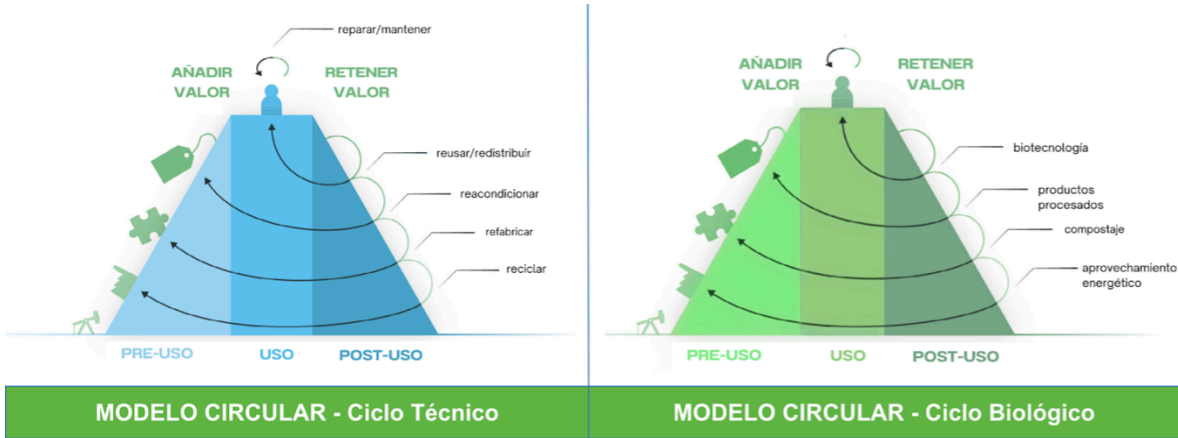 reparar/mantener
AÑADIR
VALOR
RETENER
VALOR
reusar/redistribuír
reacondicionar
refabricar
reciclar
PRE-USO
USO
POST-USO
MODELO CIRCULAR - Ciclo Técnico
AÑADIR
VALOR
RETENER
VALOR
biotecnología
productos
procesados
compostaje
aprovechamiento
energético
PRE-USO
USO
POST-USO
MODELO CIRCULAR - Ciclo Biológico